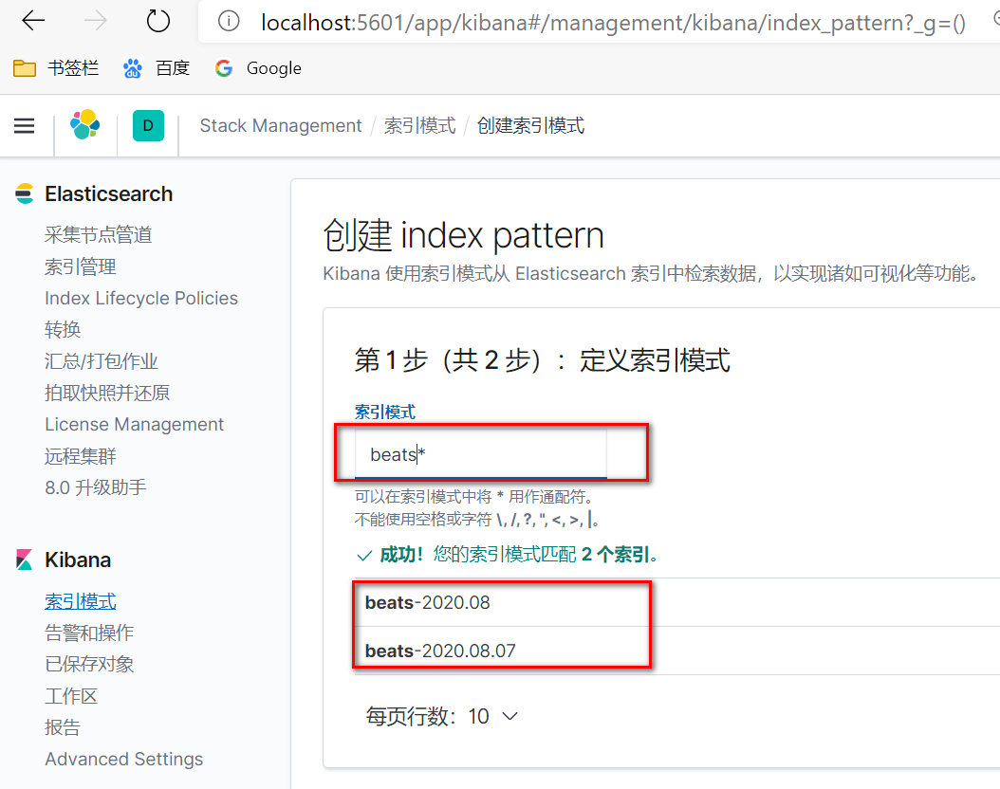 localhost:5601/app/kibana#/management/kibana/index_pattern?_g=()
书签栏 百度 Google
D Stack Management / 索引模式 / 创建索引模式
Elasticsearch
采集节点管道
索引管理
Index Lifecycle Policies
转换
汇总/打包作业
拍取快照并还原
License Management
远程集群
8.0 升级助手
Kibana
索引模式
告警和操作
已保存对象
工作区
报告
Advanced Settings
创建 index pattern
Kibana 使用索引模式从 Elasticsearch 索引中检索数据，以实现诸如可视化等功能。
第 1 步（共 2 步）：定义索引模式
索引模式
beats*
可以在索引模式中将 * 用作通配符。
不能使用空格或字符 \, /, ?, ", <, >, |。
成功！您的索引模式匹配 2 个索引。
beats-2020.08
beats-2020.08.07
每页行数：10